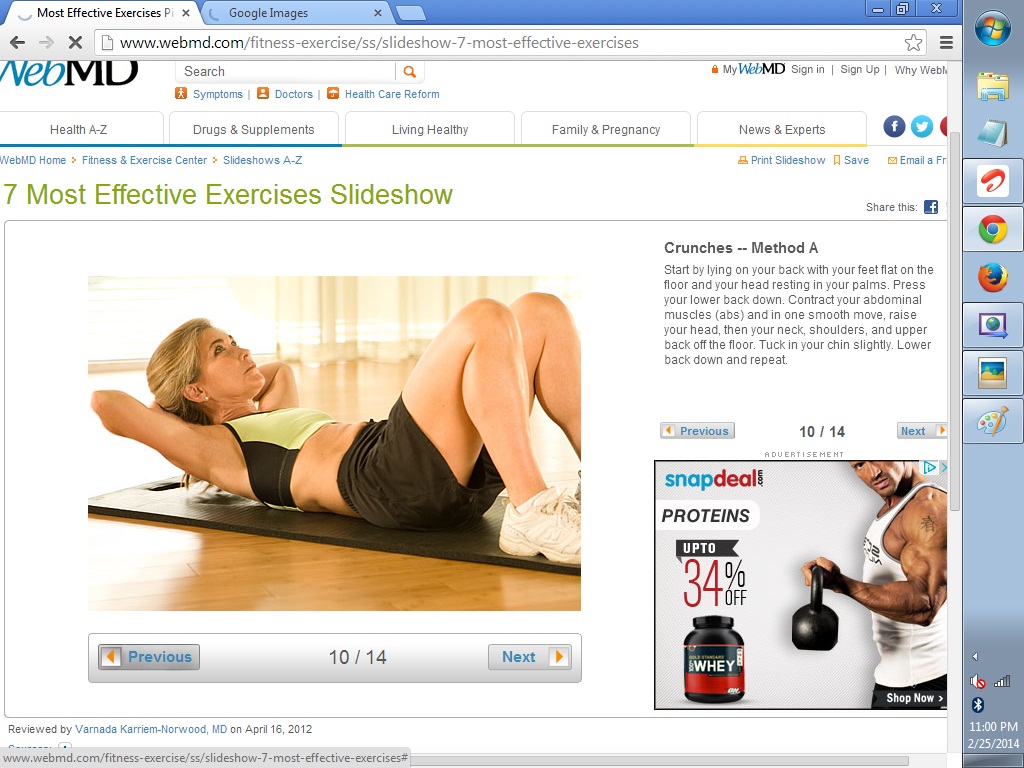 Most Effective Exercises Pi
Google Images
www.webmd.com/fitness-exercise/ss/slideshow-7-most-effective-exercises
WebMD
Search
My WebMD Sign in | Sign Up | Why WebM
Symptoms | Doctors | Health Care Reform
Health A-Z
Drugs & Supplements
Living Healthy
Family & Pregnancy
News & Experts
WebMD Home Fitness & Exercise Center Slideshows A-Z
Print Slideshow Save Email a Fr
7 Most Effective Exercises Slideshow
Share this:
Crunches -- Method A
Start by lying on your back with your feet flat on the
floor and your head resting in your palms. Press
your lower back down. Contract your abdominal
muscles (abs) and in one smooth move, raise
your head, then your neck, shoulders, and upper
back off the floor. Tuck in your chin slightly. Lower
back down and repeat.
Previous 10 / 14 Next
ADVERTISEMENT
snapdeal.com
PROTEINS
UPTO
34% OFF
GOLD STANDARD
100% WHEY
ON
Shop Now >
Previous 10 / 14 Next
Reviewed by Varnada Karriem-Norwood, MD on April 16, 2012
www.webmd.com/fitness-exercise/ss/slideshow-7-most-effective-exercises#
11:00 PM
2/25/2014